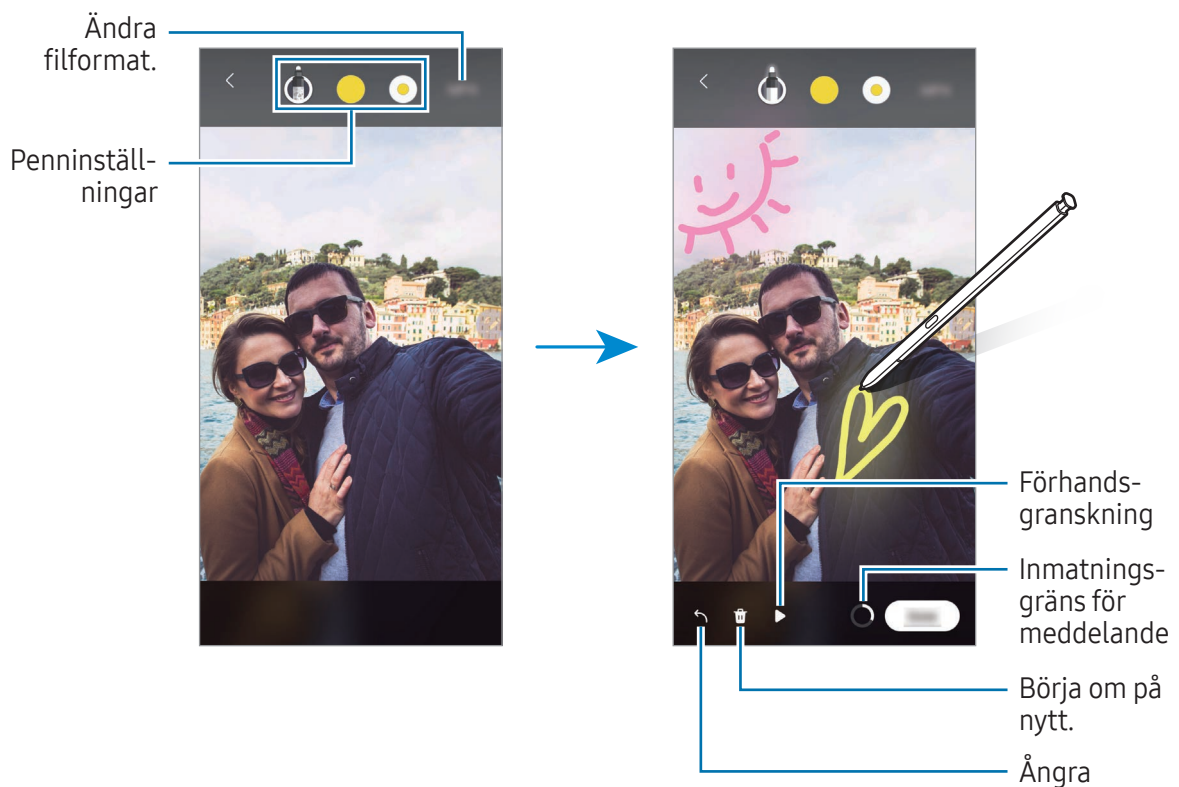 Ändra
filformat.
Penninställ-
ningar
Förhands-
granskning
Inmatnings-
gräns för
meddelande
Börja om på
nytt.
Ångra